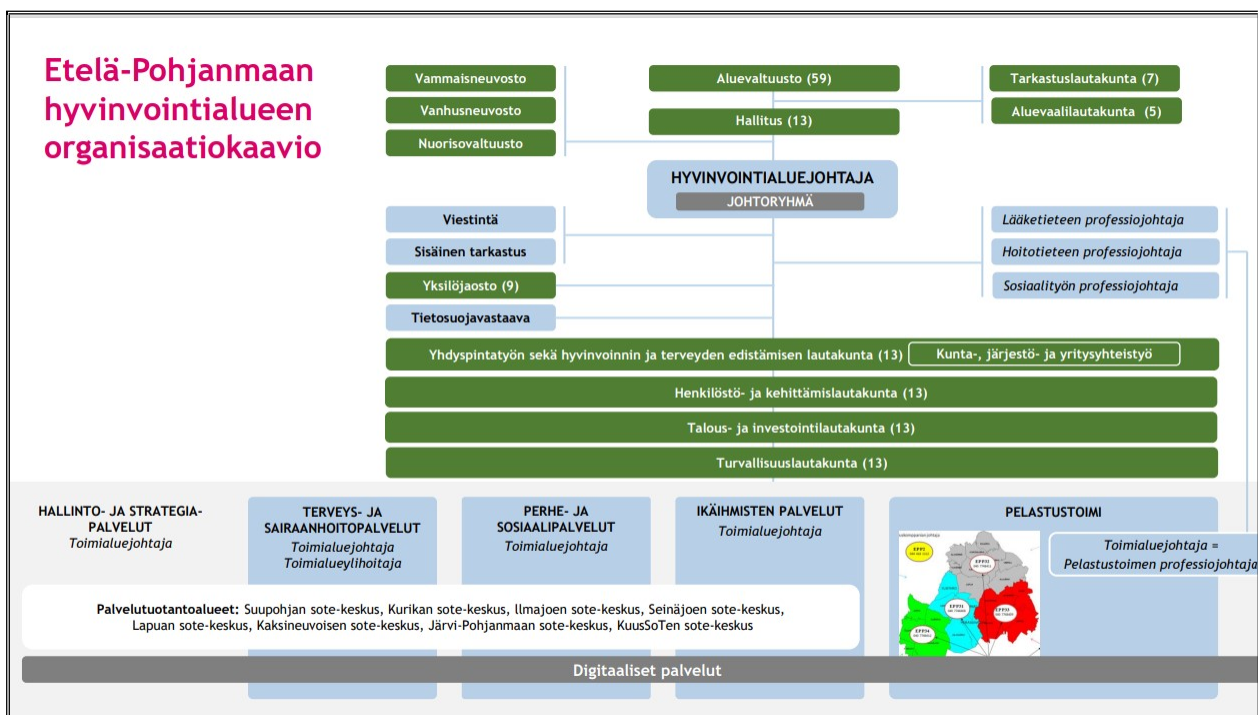 Etelä-Pohjanmaan
hyvinvointialueen
organisaatiokaavio
Vammaisneuvosto
Vanhusneuvosto
Nuorisovaltuusto
Aluevaltuusto (59)
Hallitus (13)
Tarkastuslautakunta (7)
Aluevaalilautakunta (5)
HYVINVOINTIALUEJOHTAJA
JOHTORYHMÄ
Viestintä
Sisäinen tarkastus
Yksilöjaosto (9)
Tietosuojavastaava
Lääketieteen professiojohtaja
Hoitotieteen professiojohtaja
Sosiaalityön professiojohtaja
Yhdyspintatyön sekä hyvinvoinnin ja terveyden edistämisen lautakunta (13) Kunta-, järjestö- ja yritysyhteistyö
Henkilöstö- ja kehittämislautakunta (13)
Talous- ja investointilautakunta (13)
Turvallisuuslautakunta (13)
HALLINTO- JA STRATEGIA-
PALVELUT
Toimialuejohtaja
TERVEYS- JA
SAIRAANHOITOPALVELUT
Toimialuejohtaja
Toimialueylihoitaja
PERHE- JA
SOSIAALIPALVELUT
Toimialuejohtaja
IKÄIHMISTEN PALVELUT
Toimialuejohtaja
PELASTUSTOIMI
EPP2
EPP32
EPP31
EPP33
EPP34
Toimialuejohtaja =
Pelastustoimen professiojohtaja
Palvelutuotantoalueet: Suupohjan sote-keskus, Kurikan sote-keskus, Ilmajoen sote-keskus, Seinäjoen sote-keskus,
Lapuan sote-keskus, Kaksineuvoisen sote-keskus, Järvi-Pohjanmaan sote-keskus, KuusSoTen sote-keskus
Digitaaliset palvelut